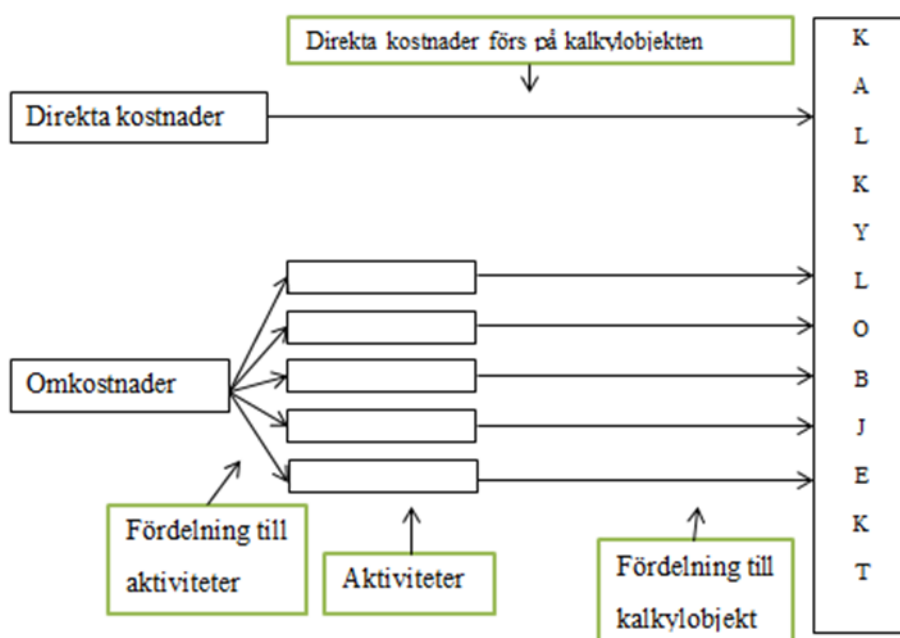 Direkta kostnader förs på kalkylobjekten
Direkta kostnader
Omkostnader
Fördelning till
aktiviteter
Aktiviteter
Fördelning till
kalkylobjekt
K
A
L
K
Y
L
O
B
J
E
K
T